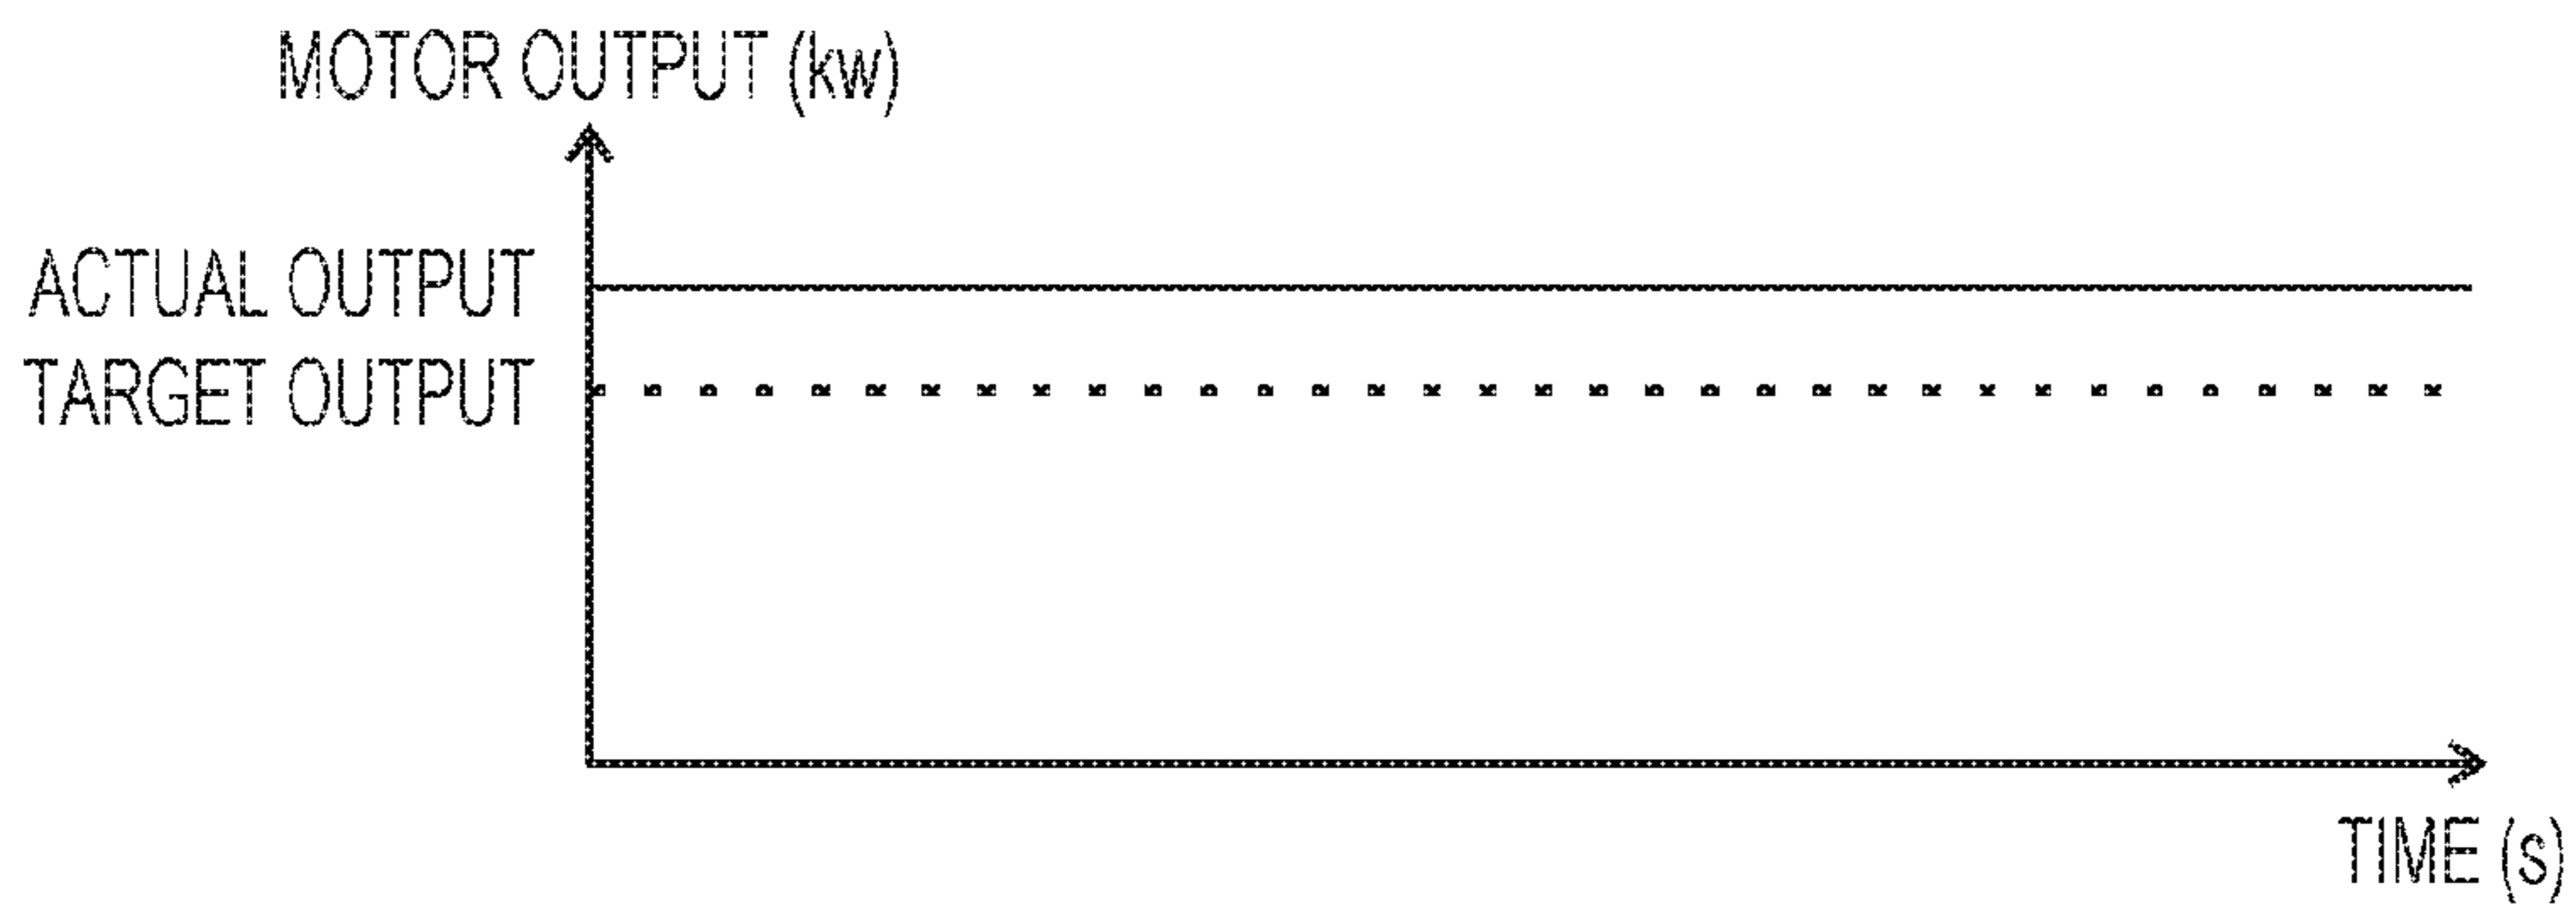 MOTOR OUTPUT (kw)
ACTUAL OUTPUT
TARGET OUTPUT
TIME (s)